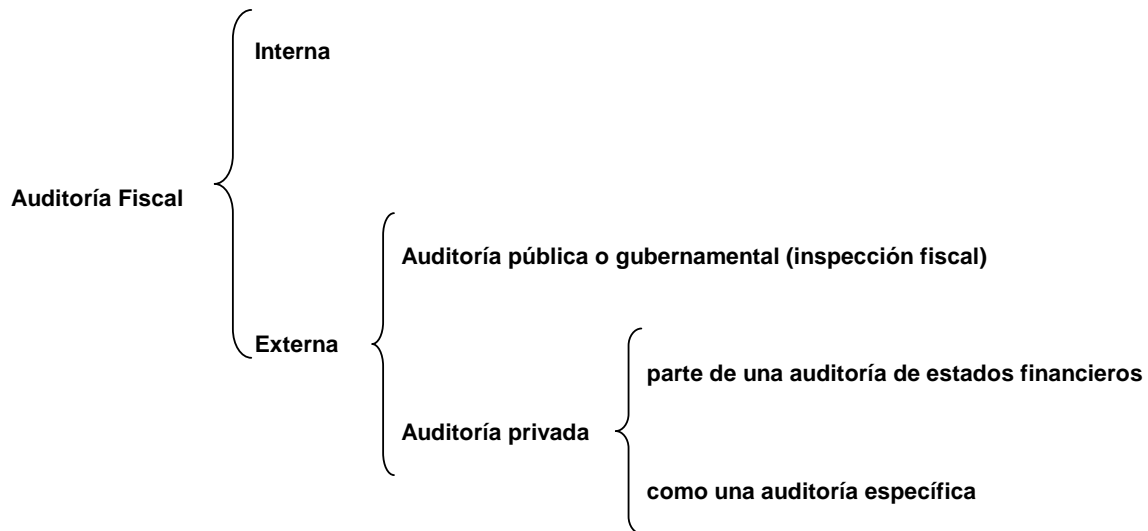 Interna
Auditoría Fiscal
Auditoría pública o gubernamental (inspección fiscal)
Externa
parte de una auditoría de estados financieros
Auditoría privada
como una auditoría específica